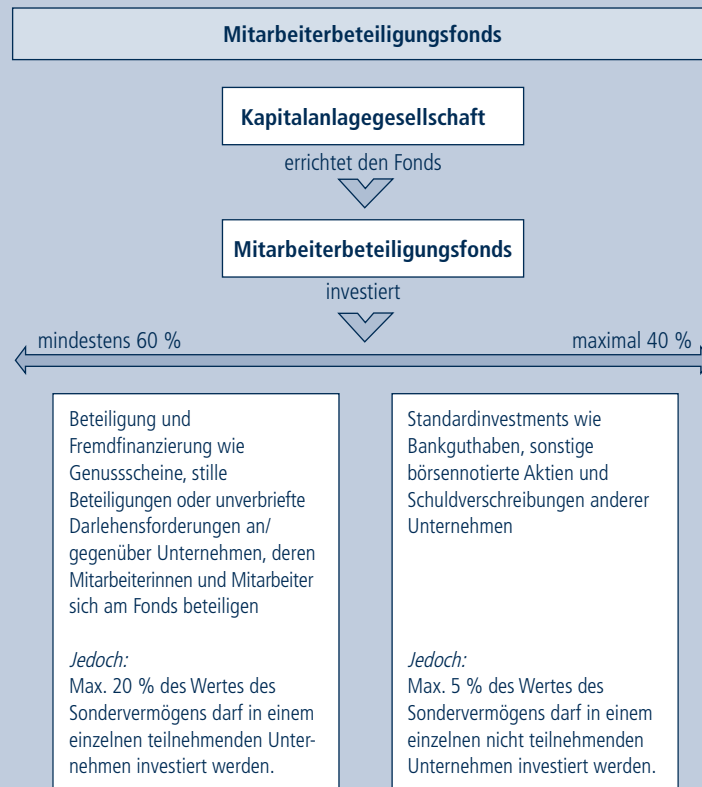 Mitarbeiterbeteiligungsfonds
Kapitalanlagegesellschaft
errichtet den Fonds
Mitarbeiterbeteiligungsfonds
investiert
mindestens 60 %
maximal 40 %
Beteiligung und
Fremdfinanzierung wie
Genussscheine, stille
Beteiligungen oder unverbriefte
Darlehensforderungen an/
gegenüber Unternehmen, deren
Mitarbeiterinnen und Mitarbeiter
sich am Fonds beteiligen
Jedoch:
Max. 20 % des Wertes des
Sondervermögens darf in einem
einzelnen teilnehmenden Unter-
nehmen investiert werden.
Standardinvestments wie
Bankguthaben, sonstige
börsennotierte Aktien und
Schuldverschreibungen anderer
Unternehmen
Jedoch:
Max. 5 % des Wertes des
Sondervermögens darf in einem
einzelnen nicht teilnehmenden
Unternehmen investiert werden.